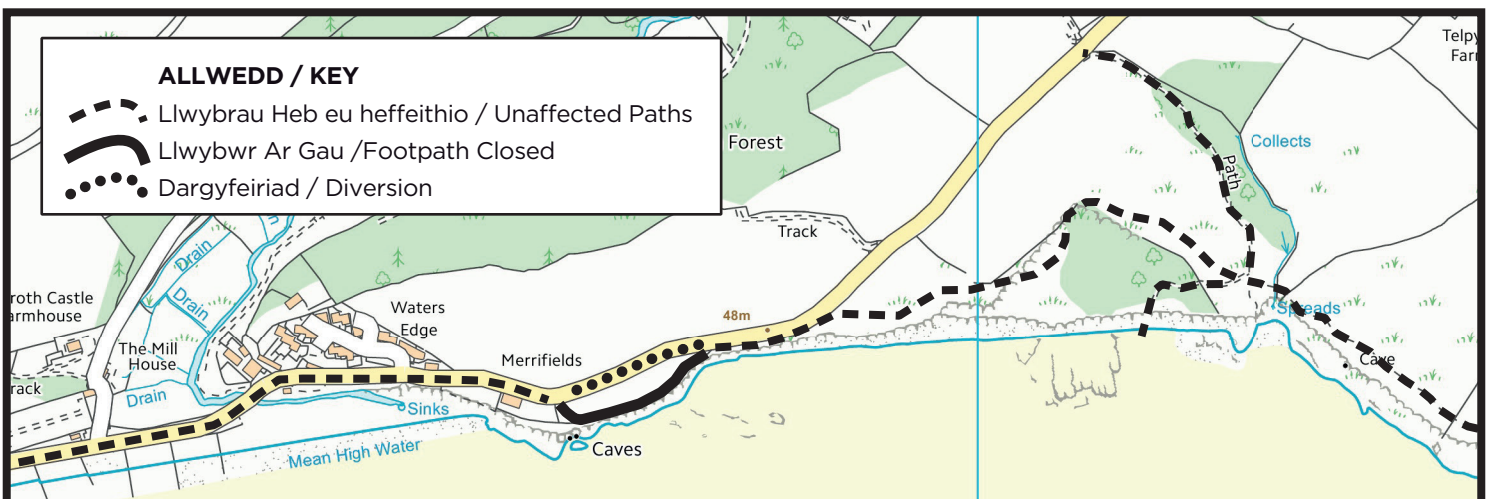 ALLWEDD / KEY
Llwybrau Heb eu heffeithio / Unaffected Paths
Llwybwr Ar Gau /Footpath Closed
Dargyfeiriad / Diversion
Forest
Collects
Path
Track
Drain
Drain
roth Castle
armhouse
Waters
Edge
48m
Spreads
The Mill
House
Merrifields
Cave
rack
Drain
Sinks
Mean High Water
Caves
Telpy
Farm